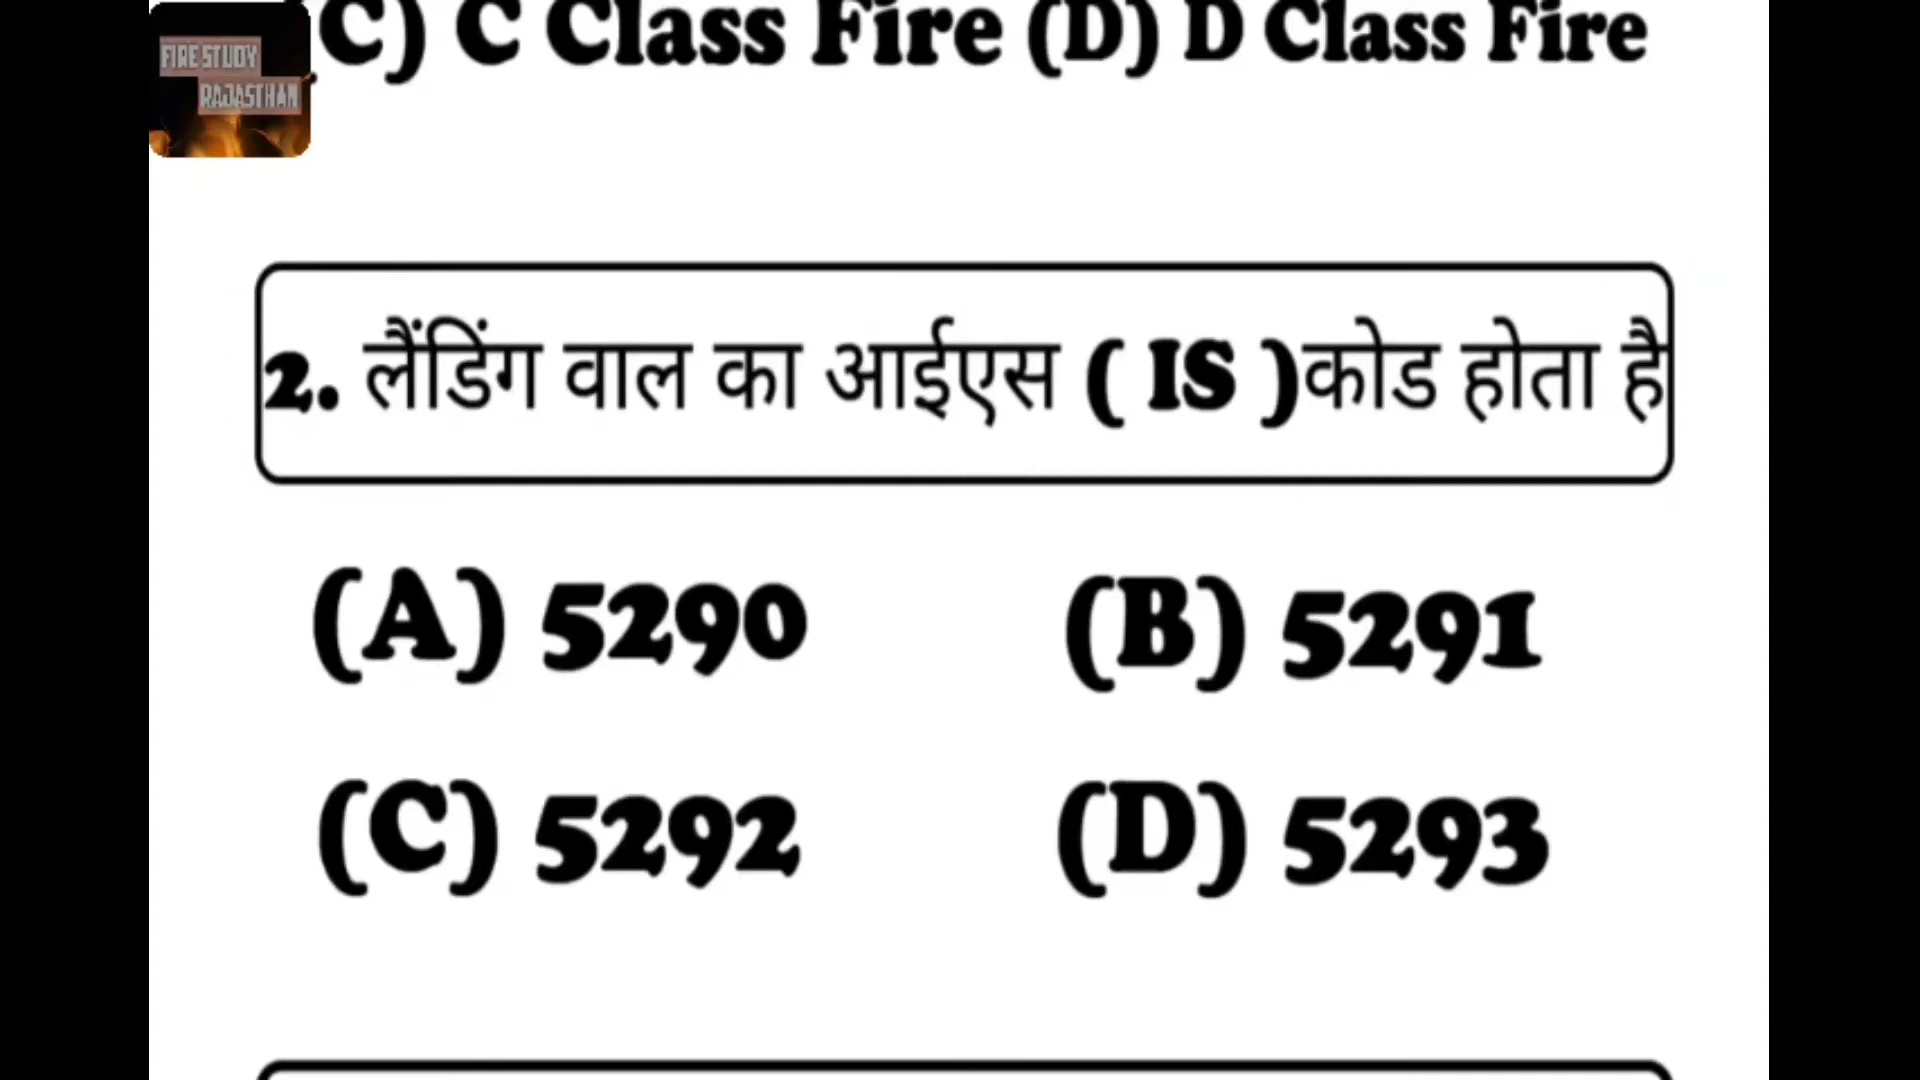 C) C Class Fire (D) D Class Fire
FIRE STUDY
RAJASTHAN
2. लैंडिंग वाल का आईएस ( IS )कोड होता है
(A) 5290 (B) 5291
(C) 5292 (D) 5293